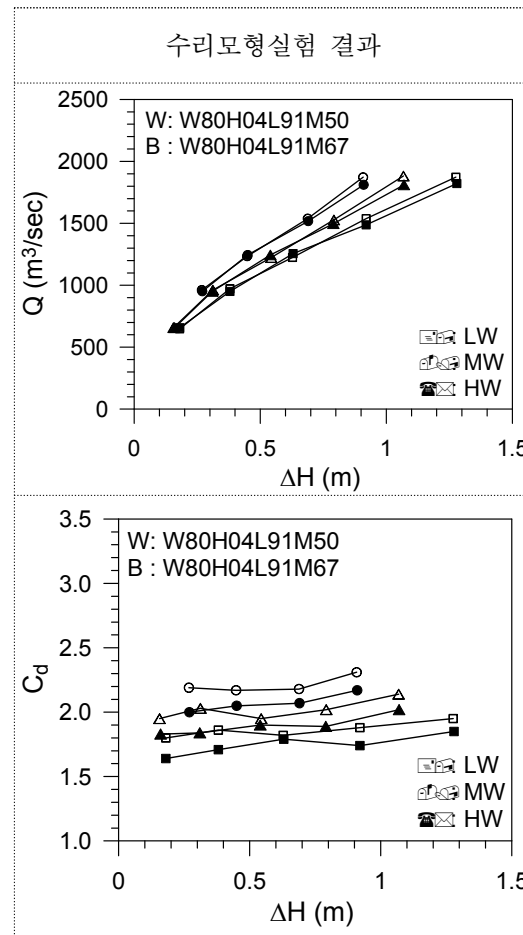 수리모형실험 결과
2500
2000
1500
1000
500
0
Q (m³/sec)
W: W80H04L91M50
B : W80H04L91M67
LW
MW
HW
0 0.5 1 1.5
ΔH (m)
3.5
3.0
2.5
2.0
1.5
1.0
C_d
W: W80H04L91M50
B : W80H04L91M67
LW
MW
HW
0 0.5 1 1.5
ΔH (m)